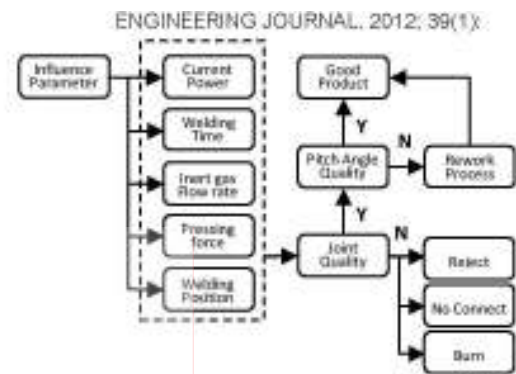 ENGINEERING JOURNAL, 2012; 39(1):
Influence
Parameter
Current
Power
Welding
Time
Inert gas
Flow rate
Pressing
force
Welding
Position
Good
Product
Y
N
Pitch Angle
Quality
Rework
Process
Y
Joint
Quality
N
Reject
No Connect
Burn